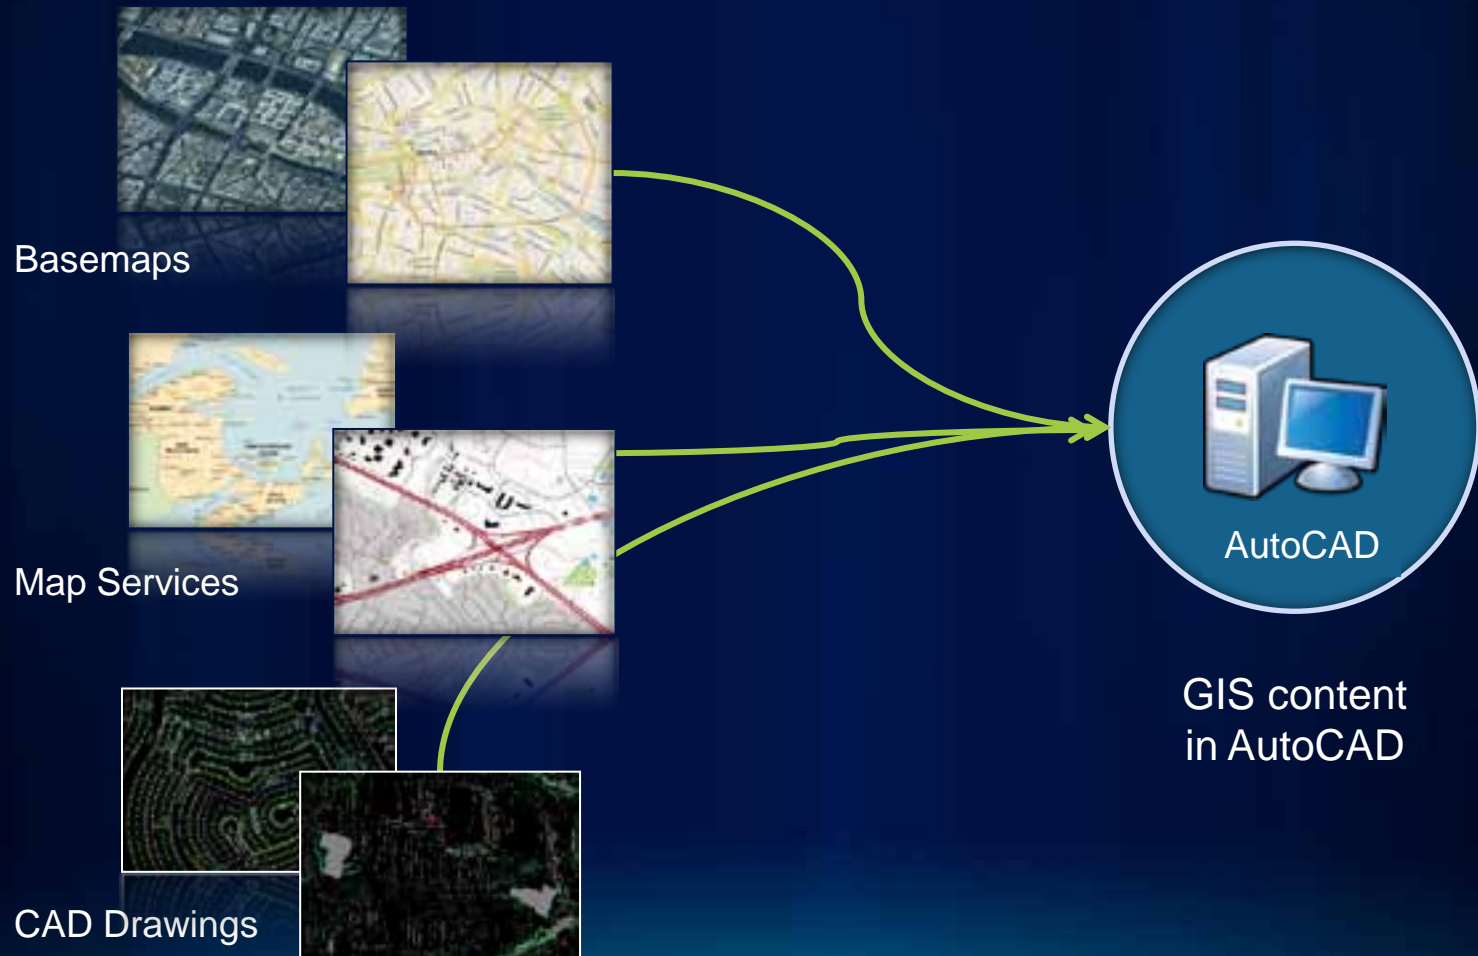 Basemaps
Map Services
CAD Drawings
AutoCAD
GIS content
in AutoCAD